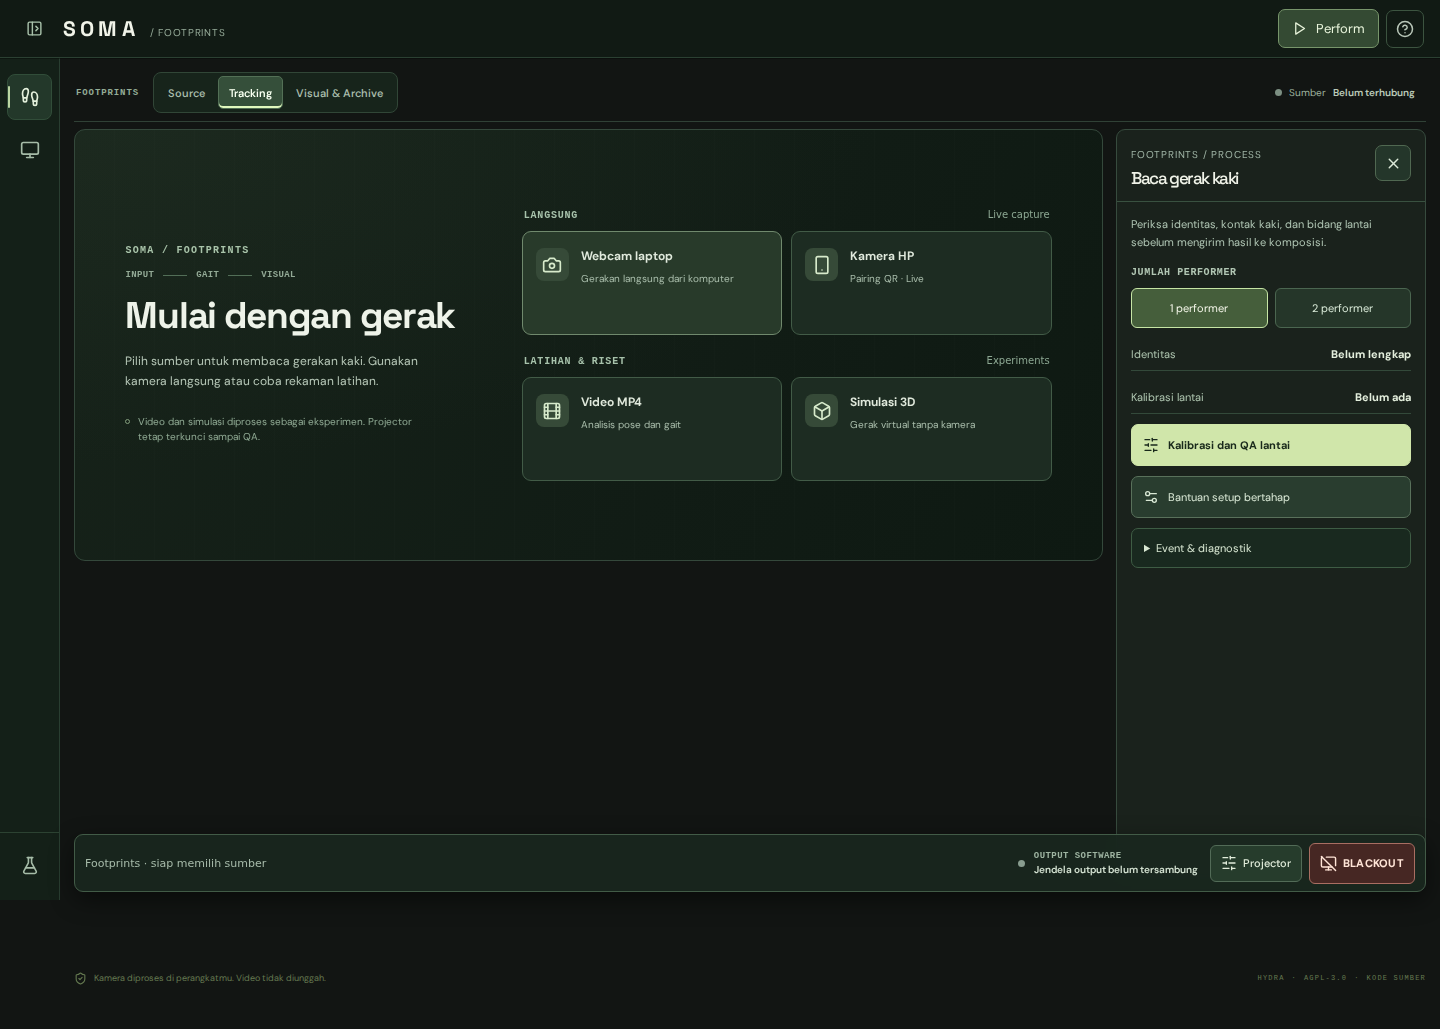 SOMA / FOOTPRINTS
Perform
FOOTPRINTS
Source
Tracking
Visual & Archive
Sumber Belum terhubung
SOMA / FOOTPRINTS
INPUT GAIT VISUAL
Mulai dengan gerak
Pilih sumber untuk membaca gerakan kaki. Gunakan
kamera langsung atau coba rekaman latihan.
Video dan simulasi diproses sebagai eksperimen. Projector
tetap terkunci sampai QA.
LANGSUNG
Live capture
Webcam laptop
Gerakan langsung dari komputer
Kamera HP
Pairing QR · Live
LATIHAN & RISET
Experiments
Video MP4
Analisis pose dan gait
Simulasi 3D
Gerak virtual tanpa kamera
FOOTPRINTS / PROCESS
Baca gerak kaki
Periksa identitas, kontak kaki, dan bidang lantai
sebelum mengirim hasil ke komposisi.
JUMLAH PERFORMER
1 performer
2 performer
Identitas
Belum lengkap
Kalibrasi lantai
Belum ada
Kalibrasi dan QA lantai
Bantuan setup bertahap
Event & diagnostik
Footprints · siap memilih sumber
OUTPUT SOFTWARE
Jendela output belum tersambung
Projector
BLACKOUT
Kamera diproses di perangkatmu. Video tidak diunggah.
HYDRA · AGPL-3.0 · KODE SUMBER